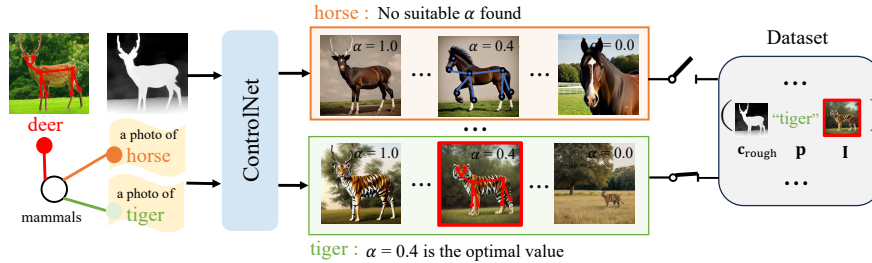 horse : No suitable α found
Dataset
deer
a photo of
horse
a photo of
tiger
mammals
ControlNet
α = 1.0
α = 0.4
α = 0.0
...
...
...
α = 1.0
α = 0.4
α = 0.0
...
...
tiger : α = 0.4 is the optimal value
...
( “tiger” )
c_rough p I
...